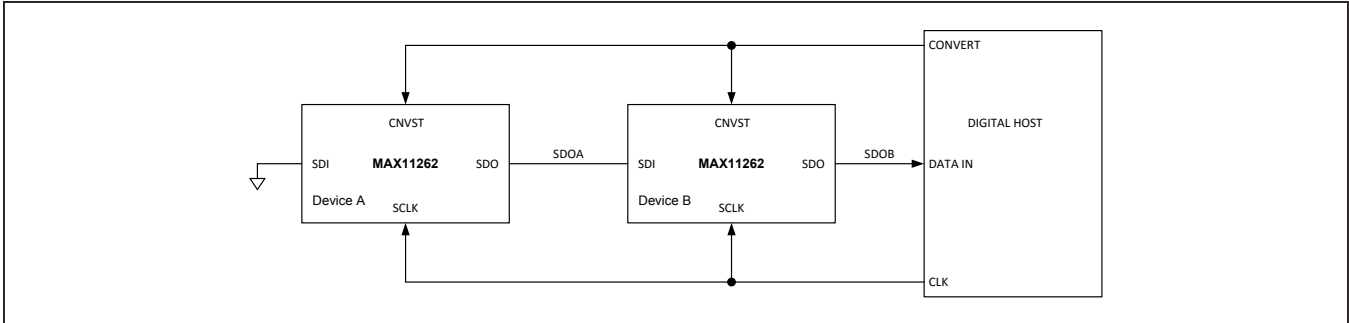 CONVERT
CNVST
CNVST
DIGITAL HOST
SDI MAX11262 SDO SDOA SDI MAX11262 SDO SDOB DATA IN
Device A
SCLK
Device B
SCLK
CLK